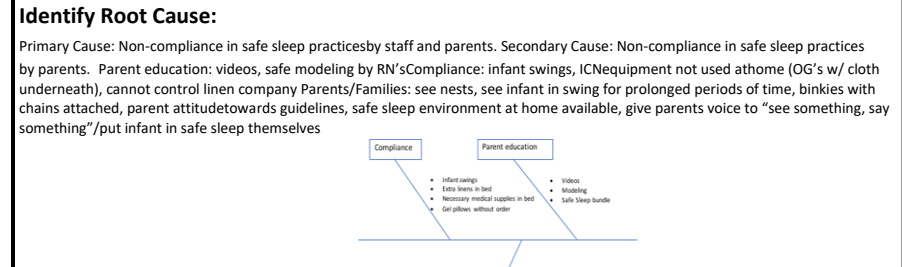 Identify Root Cause:
Primary Cause: Non-compliance in safe sleep practicesby staff and parents. Secondary Cause: Non-compliance in safe sleep practices
by parents.  Parent education: videos, safe modeling by RN'sCompliance: infant swings, ICNequipment not used athome (OG's w/ cloth
underneath), cannot control linen company Parents/Families: see nests, see infant in swing for prolonged periods of time, binkies with
chains attached, parent attitudetowards guidelines, safe sleep environment at home available, give parents voice to "see something, say
something"/put infant in safe sleep themselves
Compliance
Parent education
• Infant swings
• Extra linens in bed
• Necessary medical supplies in bed
• Gel pillows without order
• Videos
• Modeling
• Safe Sleep bundle